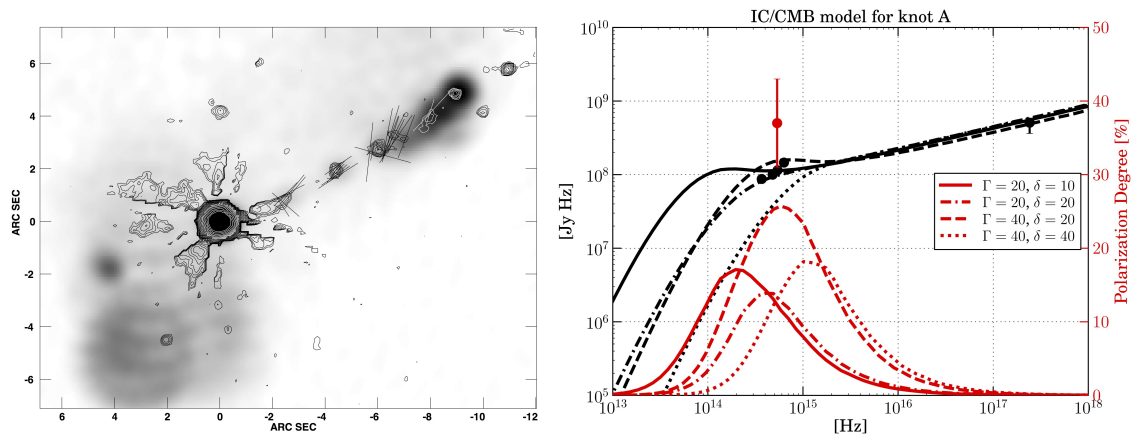 6
4
2
0
-2
-4
-6
ARC SEC
6 4 2 0 -2 -4 -6 -8 -10 -12
ARC SEC
IC/CMB model for knot A
10^10
10^9
10^8
10^7
10^6
10^5
[Jy Hz]
10^13 10^14 10^15 10^16 10^17 10^18
[Hz]
50
40
30
20
10
0
Polarization Degree [%]
Γ = 20, δ = 10
Γ = 20, δ = 20
Γ = 40, δ = 20
Γ = 40, δ = 40